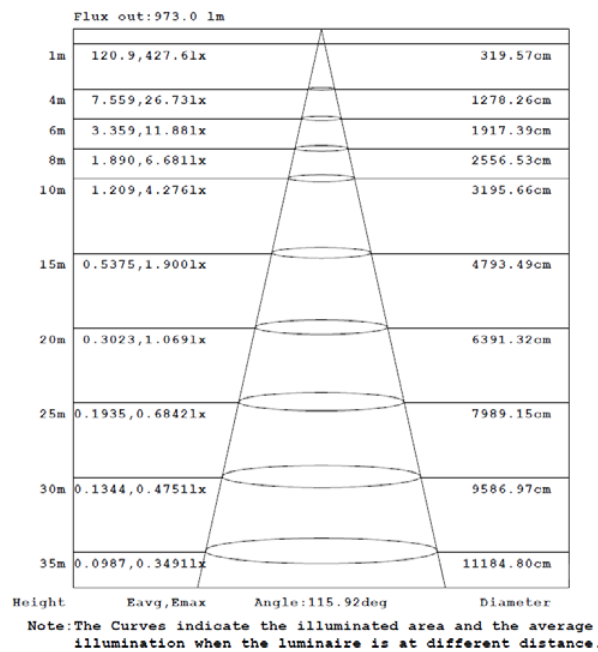 Flux out:973.0 lm
1m 120.9,427.6lx 319.57cm
4m 7.559,26.73lx 1278.26cm
6m 3.359,11.88lx 1917.39cm
8m 1.890,6.681lx 2556.53cm
10m 1.209,4.276lx 3195.66cm
15m 0.5375,1.900lx 4793.49cm
20m 0.3023,1.069lx 6391.32cm
25m 0.1935,0.6842lx 7989.15cm
30m 0.1344,0.4751lx 9586.97cm
35m 0.0987,0.3491lx 11184.80cm
Height Eavg,Emax Angle:115.92deg Diameter
Note:The Curves indicate the illuminated area and the average
illumination when the luminaire is at different distance.